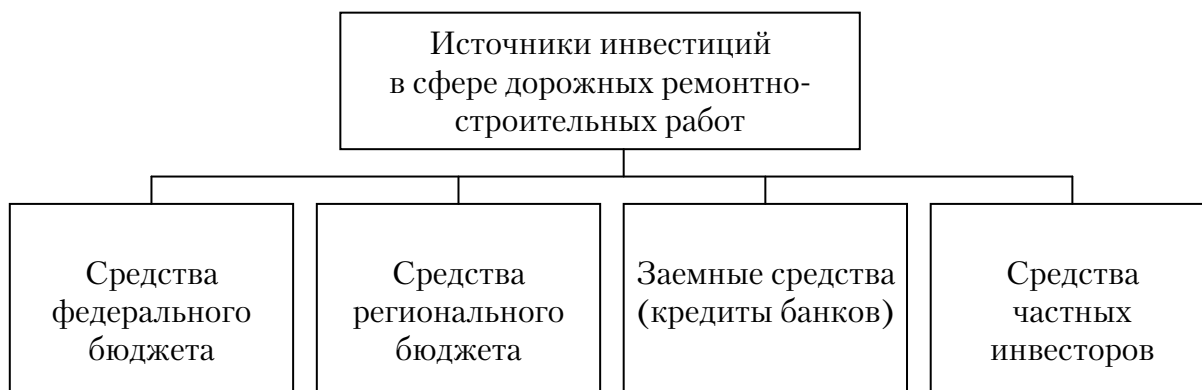 Источники инвестиций
в сфере дорожных ремонтно-
строительных работ
Средства
федерального
бюджета
Средства
регионального
бюджета
Заемные средства
(кредиты банков)
Средства
частных
инвесторов